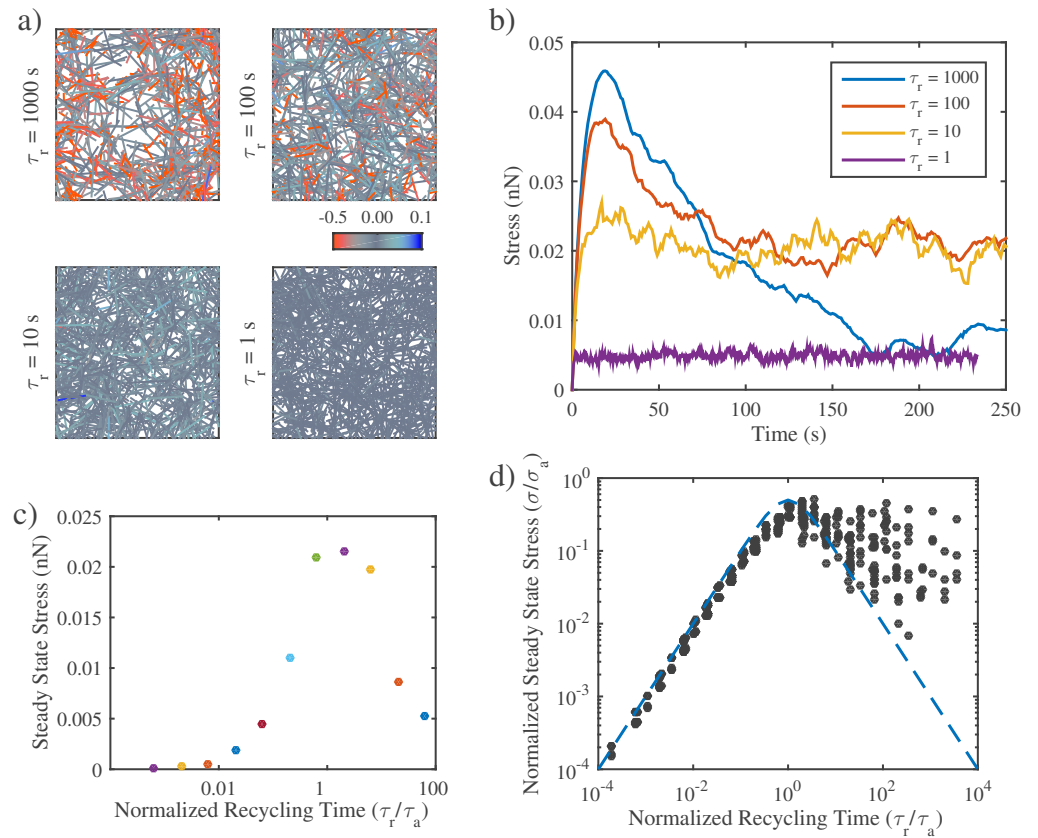 a)
τr = 1000 s
τr = 100 s
-0.5 0.00 0.1
τr = 10 s
τr = 1 s
b)
0.05
0.04
0.03
0.02
0.01
0
Stress (nN)
τr = 1000
τr = 100
τr = 10
τr = 1
0 50 100 150 200 250
Time (s)
c)
0.025
0.02
0.015
0.01
0.005
0
Steady State Stress (nN)
0.01 1 100
Normalized Recycling Time (τr/τa)
d)
10^0
10^-1
10^-2
10^-3
10^-4
Normalized Steady State Stress (σ/σa)
10^-4 10^-2 10^0 10^2 10^4
Normalized Recycling Time (τr/τa)